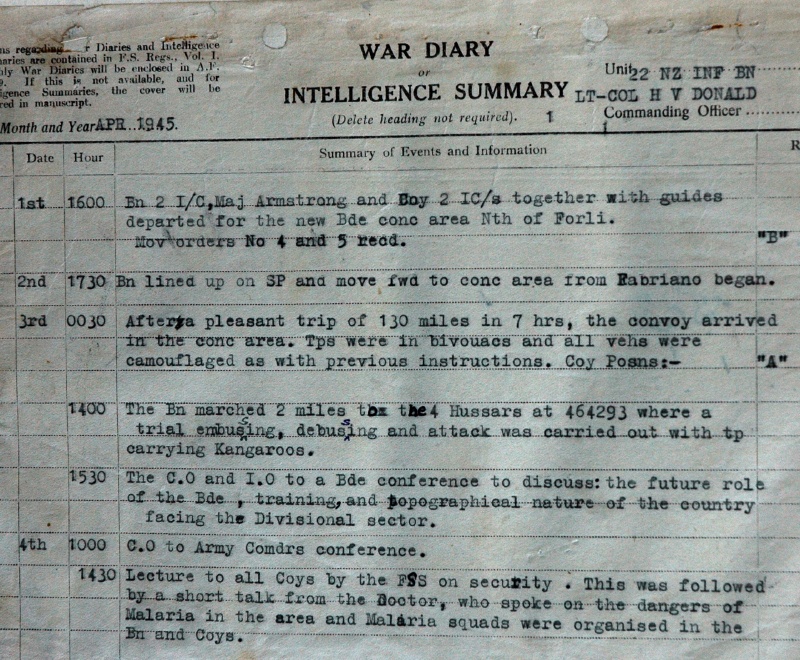 ns regarding r Diaries and Intelligence
maries are contained in F.S. Regs., Vol. I.
ly War Diaries will be enclosed in A.F.
If this is not available, and for
ligence Summaries, the cover will be
red in manuscript.
Month and Year APR. 1945.
WAR DIARY
or
INTELLIGENCE SUMMARY
(Delete heading not required). 1
Unit 22 NZ INF BN
LT-COL H V DONALD
Commanding Officer
Date Hour Summary of Events and Information R
1st 1600 Bn 2 I/C,Maj Armstrong and Coy 2 IC/s together with guides
departed for the new Bde conc area Nth of Forli.
Mov orders No 4 and 5 recd. "B"
2nd 1730 Bn lined up on SP and move fwd to conc area from Fabriano began.
3rd 0030 After a pleasant trip of 130 miles in 7 hrs, the convoy arrived
in the conc area. Tps were in bivouacs and all vehs were
camouflaged as with previous instructions. Coy Posns:- "A"
1400 The Bn marched 2 miles to the 4 Hussars at 464293 where a
trial embussing, debussing and attack was carried out with tp
carrying Kangaroos.
1530 The C.O and I.O to a Bde conference to discuss: the future role
of the Bde , training, and topographical nature of the country
facing the Divisional sector.
4th 1000 C.O to Army Comdrs conference.
1430 Lecture to all Coys by the FSS on security . This was followed
by a short talk from the Doctor, who spoke on the dangers of
Malaria in the area and Malaria squads were organised in the
Bn and Coys.